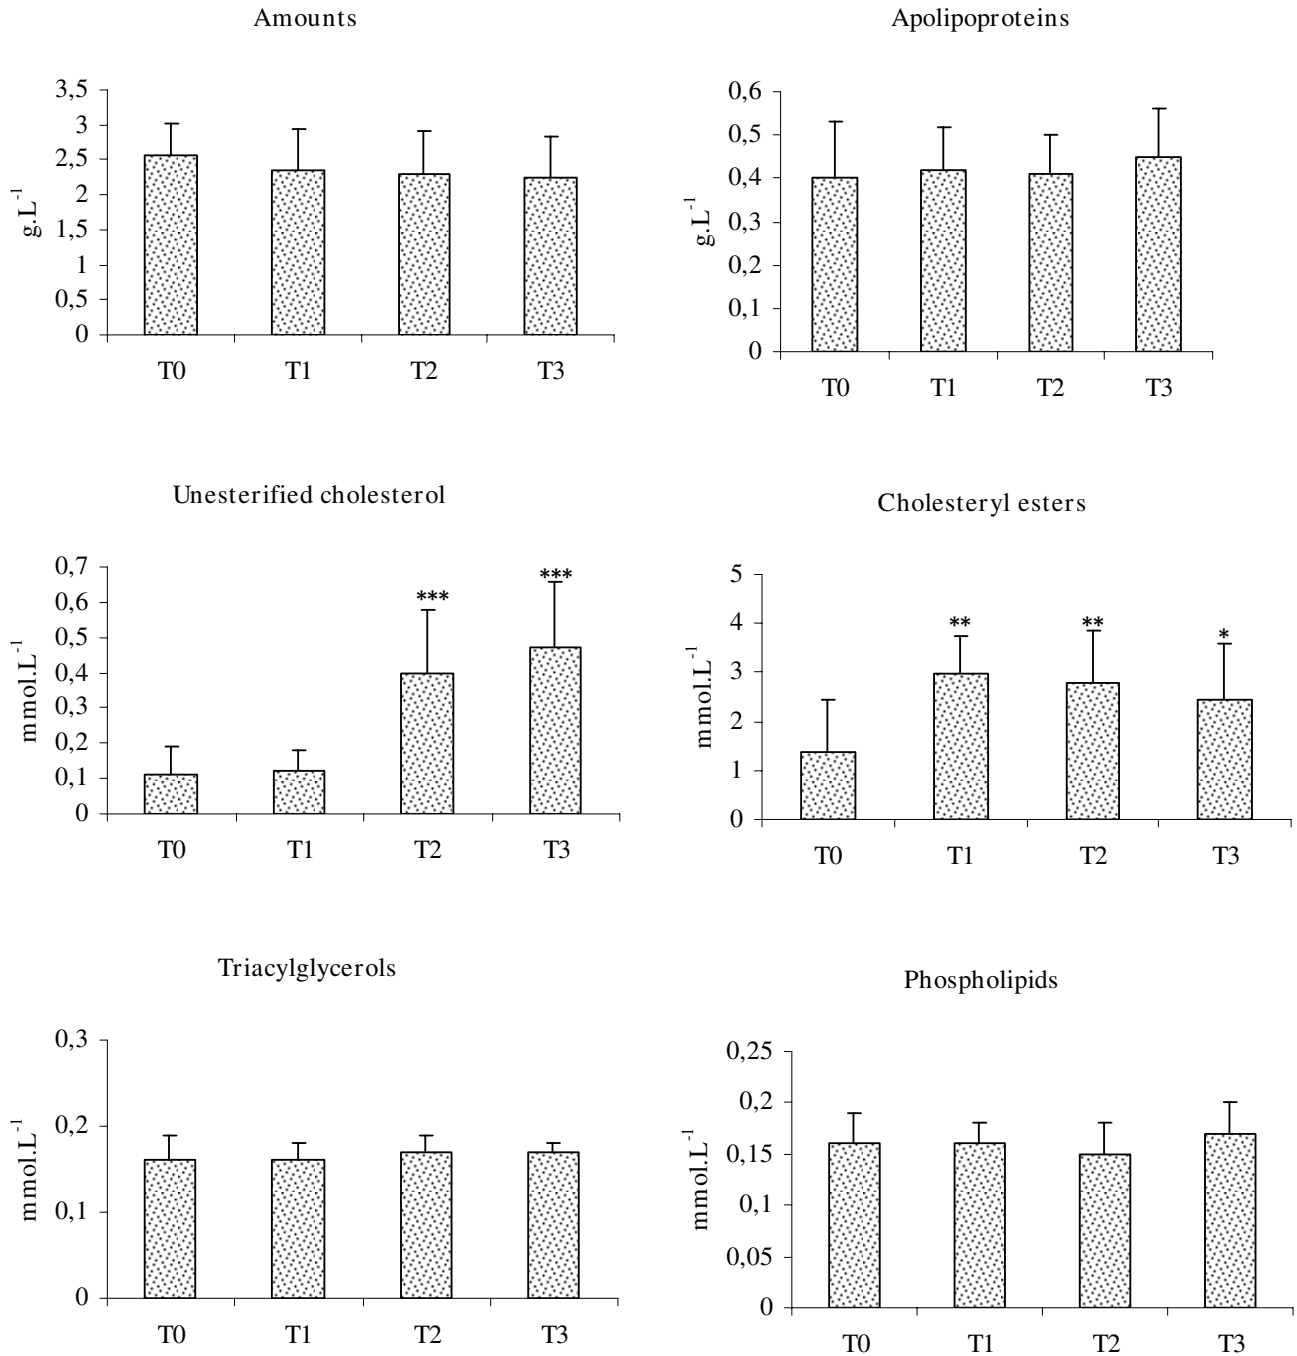 Amounts
3,5
3
2,5
2
1,5
1
0,5
0
g.L-1
T0 T1 T2 T3
Apolipoproteins
0,6
0,5
0,4
0,3
0,2
0,1
0
g.L-1
T0 T1 T2 T3
Unesterified cholesterol
0,7
0,6
0,5
0,4
0,3
0,2
0,1
0
mmol.L-1
*** ***
T0 T1 T2 T3
Cholesteryl esters
5
4
3
2
1
0
mmol.L-1
** ** *
T0 T1 T2 T3
Triacylglycerols
0,3
0,2
0,1
0
mmol.L-1
T0 T1 T2 T3
Phospholipids
0,25
0,2
0,15
0,1
0,05
0
mmol.L-1
T0 T1 T2 T3